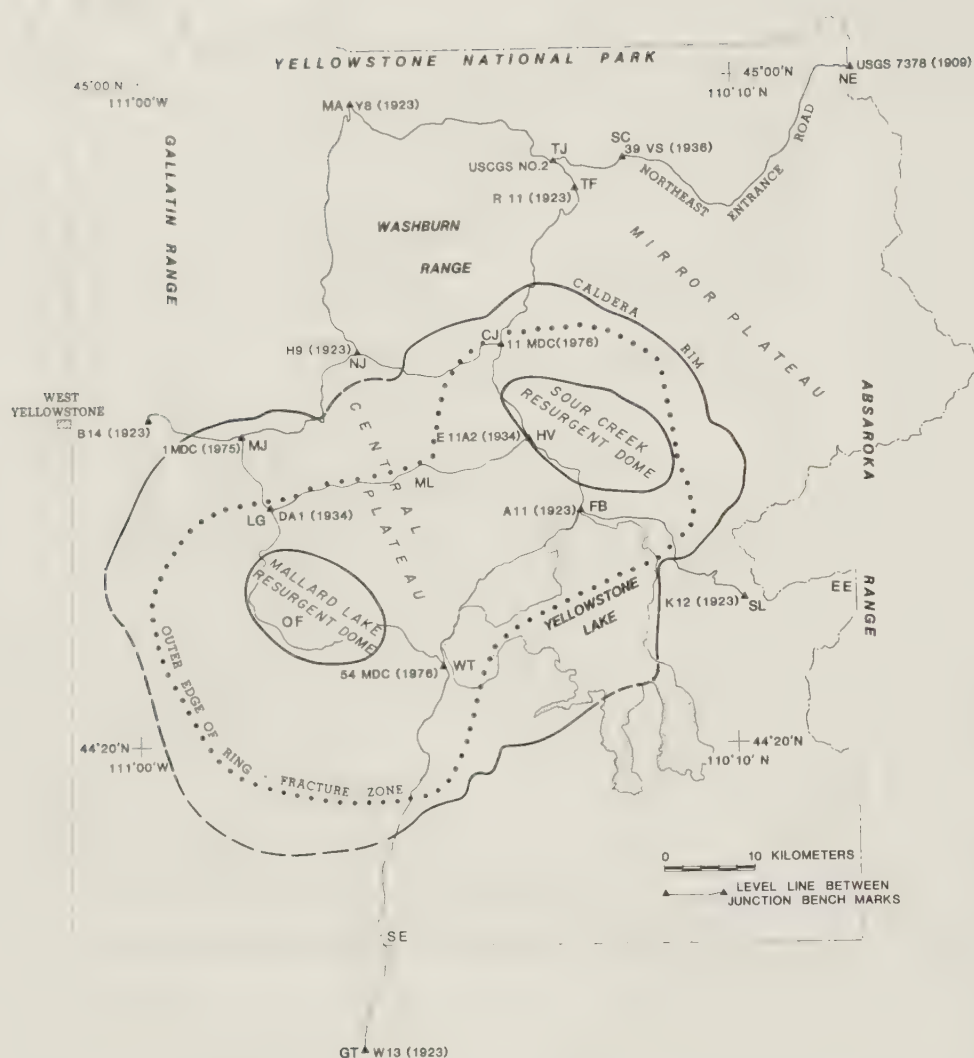 YELLOWSTONE NATIONAL PARK
45°00 N
111°00 W
45°00 N
110°10 N
USGS 7378 (1909)
NE
MA
Y8 (1923)
TJ
USCGS NO.2
SC
39 VS (1936)
TF
R 11 (1923)
NORTHEAST ENTRANCE ROAD
GALLATIN RANGE
WASHBURN
RANGE
MIRROR PLATEAU
CALDERA RIM
CJ
11 MDC(1976)
H9 (1923)
NJ
WEST
YELLOWSTONE
B14 (1923)
1 MDC (1975)
MJ
CENTRAL
PLATEAU
SOUR CREEK
RESURGENT DOME
E 11A2 (1934)
HV
ML
ABSAROKA
RANGE
LG
DA1 (1934)
A11 (1923)
FB
MALLARD LAKE
RESURGENT DOME
OF
YELLOWSTONE
LAKE
K12 (1923)
SL
EE
54 MDC (1976)
WT
OUTER EDGE OF RING - FRACTURE ZONE
44°20'N
111°00'W
44°20'N
110°10' N
0 10 KILOMETERS
LEVEL LINE BETWEEN
JUNCTION BENCH MARKS
SE
GT
W13 (1923)